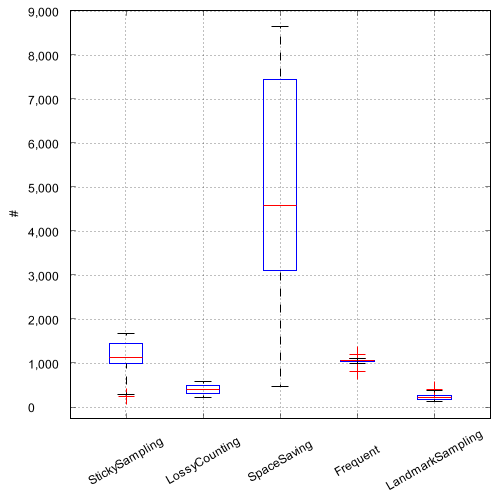 9,000
8,000
7,000
6,000
5,000
4,000
3,000
2,000
1,000
0
#
StickySampling
LossyCounting
SpaceSaving
Frequent
LandmarkSampling